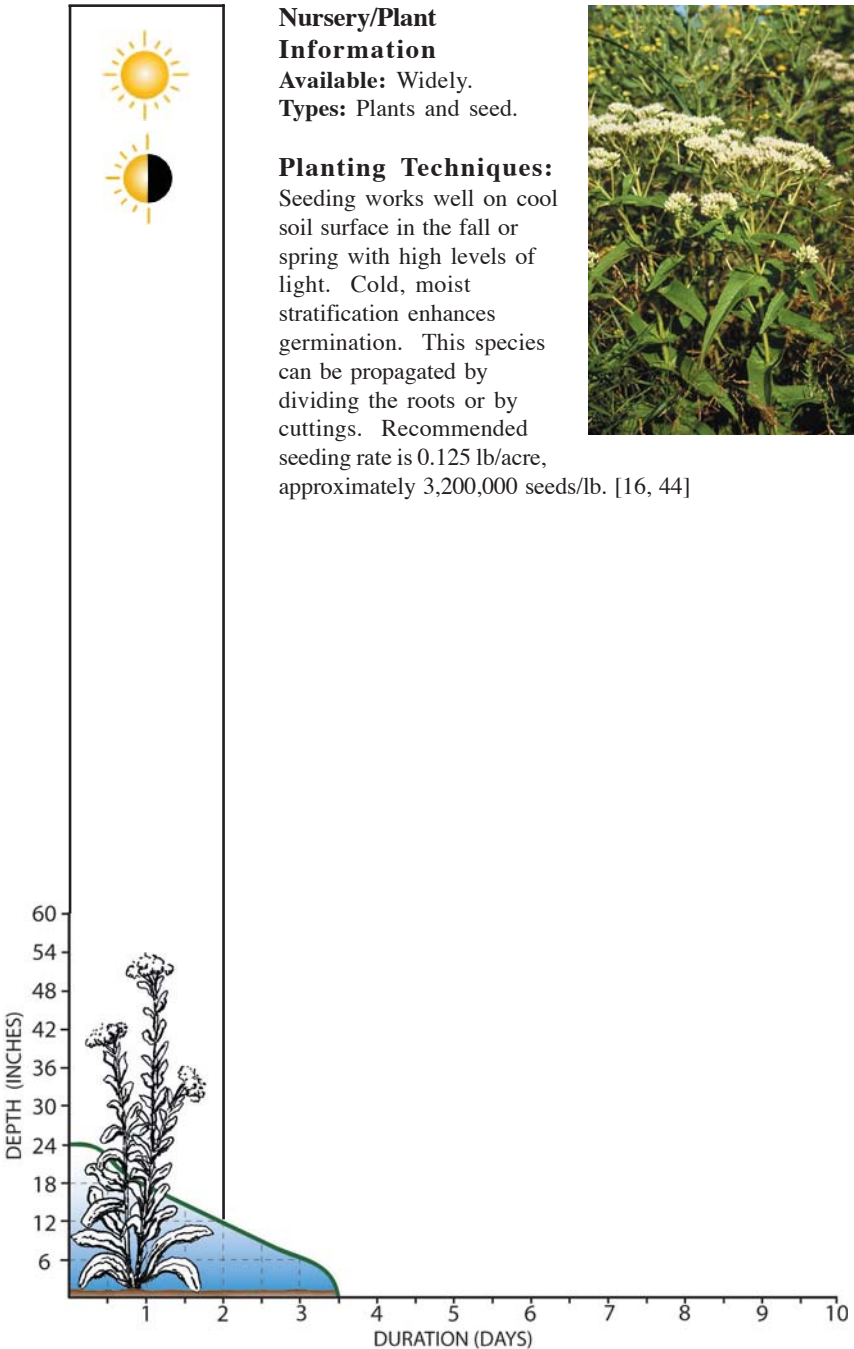 Nursery/Plant
Information
Available: Widely.
Types: Plants and seed.
Planting Techniques:
Seeding works well on cool
soil surface in the fall or
spring with high levels of
light. Cold, moist
stratification enhances
germination. This species
can be propagated by
dividing the roots or by
cuttings. Recommended
seeding rate is 0.125 lb/acre,
approximately 3,200,000 seeds/lb. [16, 44]
60
54
48
42
36
30
24
18
12
6
DEPTH (INCHES)
1 2 3 4 5 6 7 8 9 10
DURATION (DAYS)